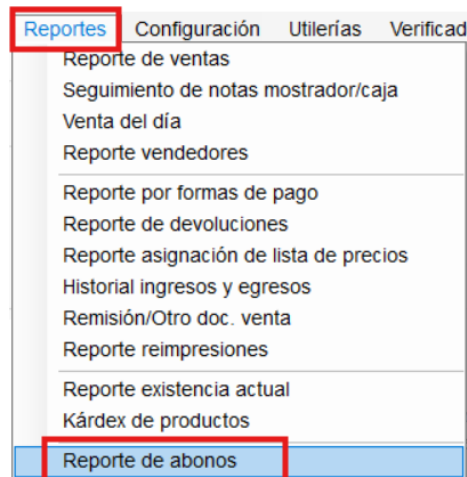 Reportes Configuración Utilerías Verificad
Reporte de ventas
Seguimiento de notas mostrador/caja
Venta del día
Reporte vendedores
Reporte por formas de pago
Reporte de devoluciones
Reporte asignación de lista de precios
Historial ingresos y egresos
Remisión/Otro doc. venta
Reporte reimpresiones
Reporte existencia actual
Kárdex de productos
Reporte de abonos